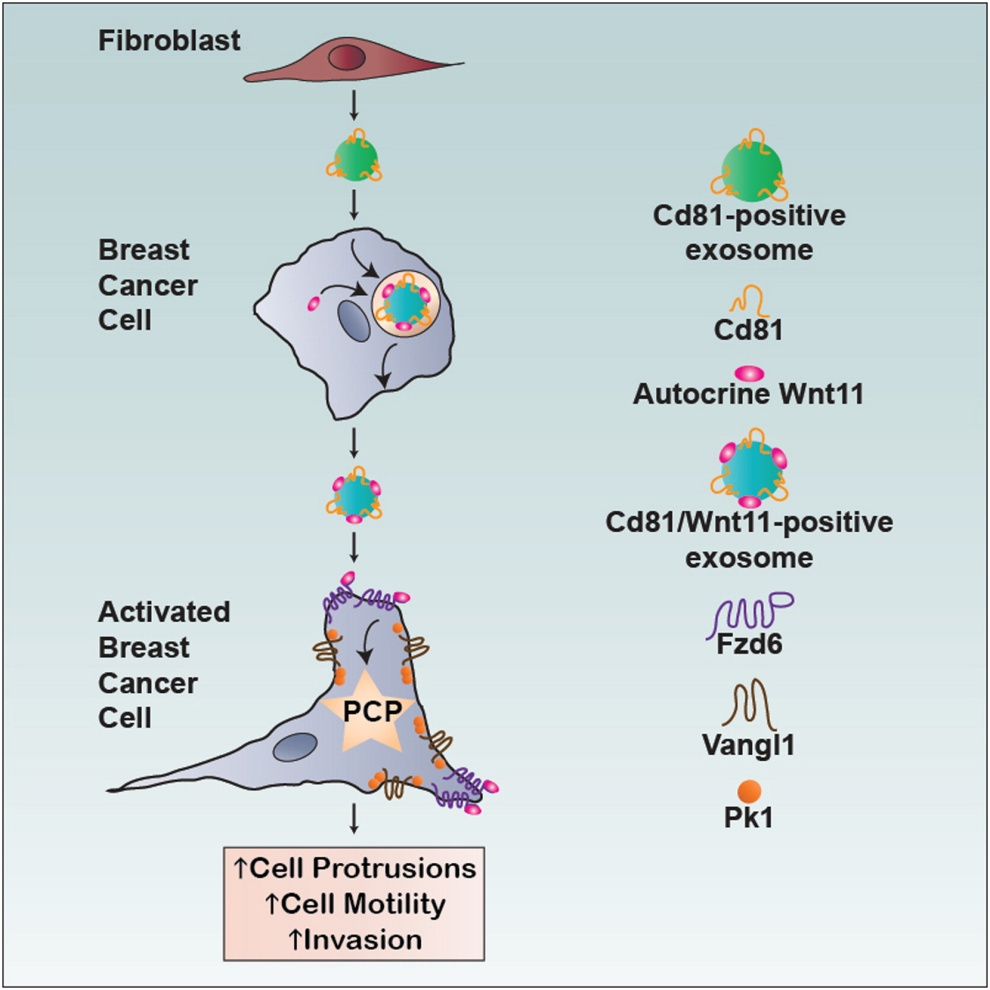 Fibroblast
Breast
Cancer
Cell
Activated
Breast
Cancer
Cell
PCP
↑Cell Protrusions
↑Cell Motility
↑Invasion
Cd81-positive
exosome
Cd81
Autocrine Wnt11
Cd81/Wnt11-positive
exosome
Fzd6
Vangl1
Pk1